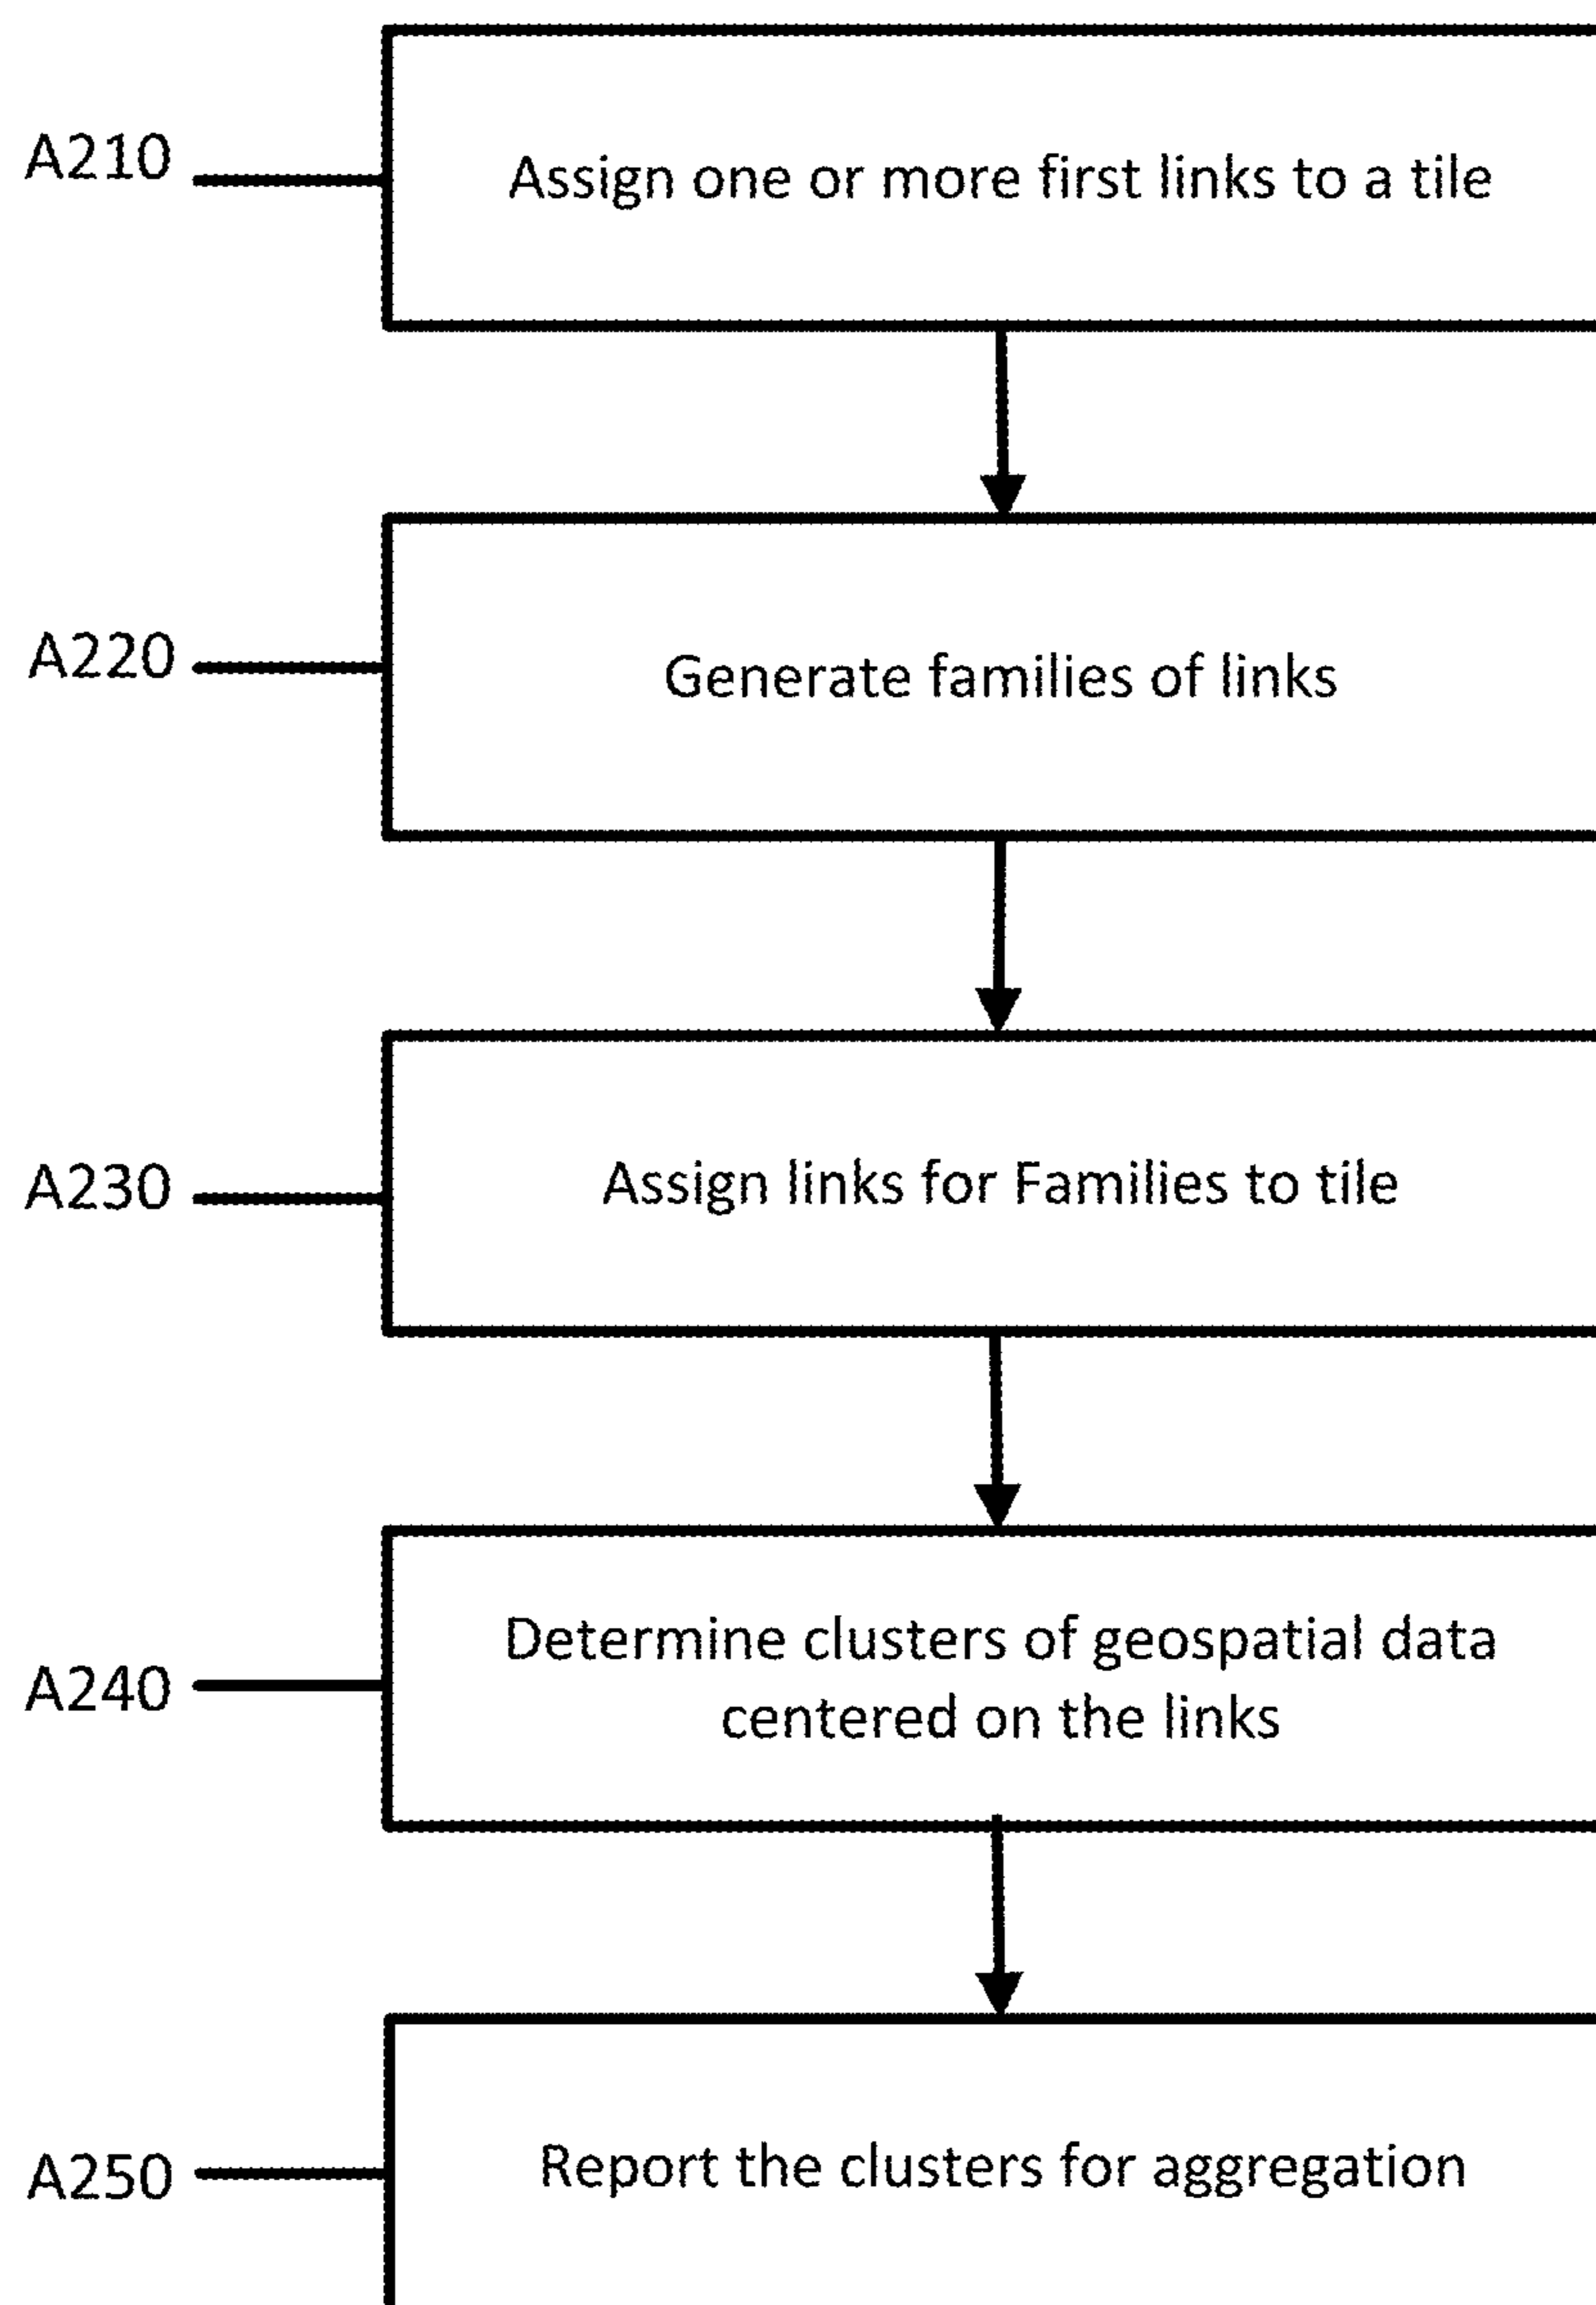 A210
Assign one or more first links to a tile
A220
Generate families of links
A230
Assign links for Families to tile
A240
Determine clusters of geospatial data
centered on the links
A250
Report the clusters for aggregation